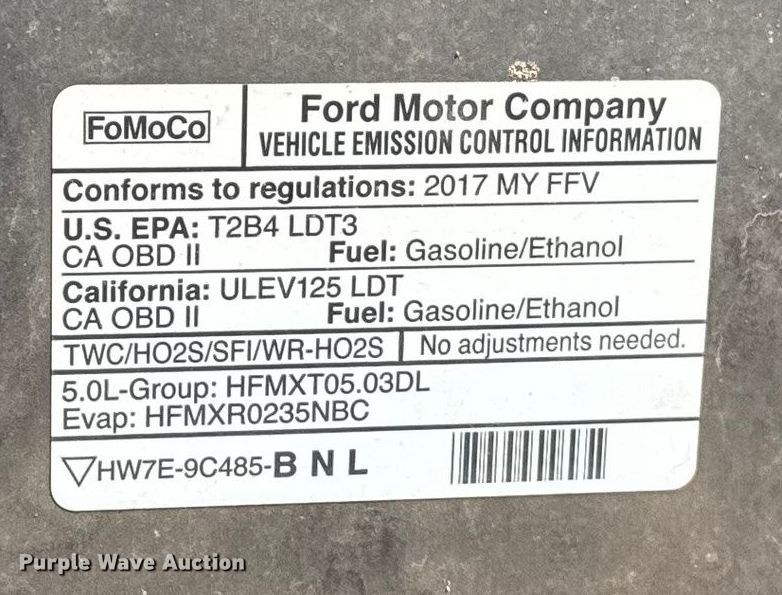 FoMoCo
Ford Motor Company
VEHICLE EMISSION CONTROL INFORMATION
Conforms to regulations: 2017 MY FFV
U.S. EPA: T2B4 LDT3
CA OBD II Fuel: Gasoline/Ethanol
California: ULEV125 LDT
CA OBD II Fuel: Gasoline/Ethanol
TWC/HO2S/SFI/WR-HO2S No adjustments needed.
5.0L-Group: HFMXT05.03DL
Evap: HFMXR0235NBC
HW7E-9C485-B N L
Purple Wave Auction